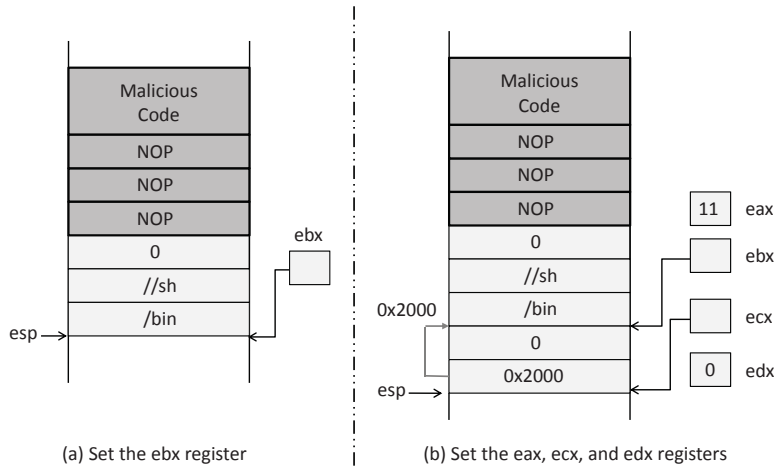 Malicious
Code
NOP
NOP
NOP
0
//sh
/bin
esp
ebx
(a) Set the ebx register
Malicious
Code
NOP
NOP
NOP
0
//sh
/bin
0
0x2000
0x2000
esp
11 eax
ebx
ecx
0 edx
(b) Set the eax, ecx, and edx registers